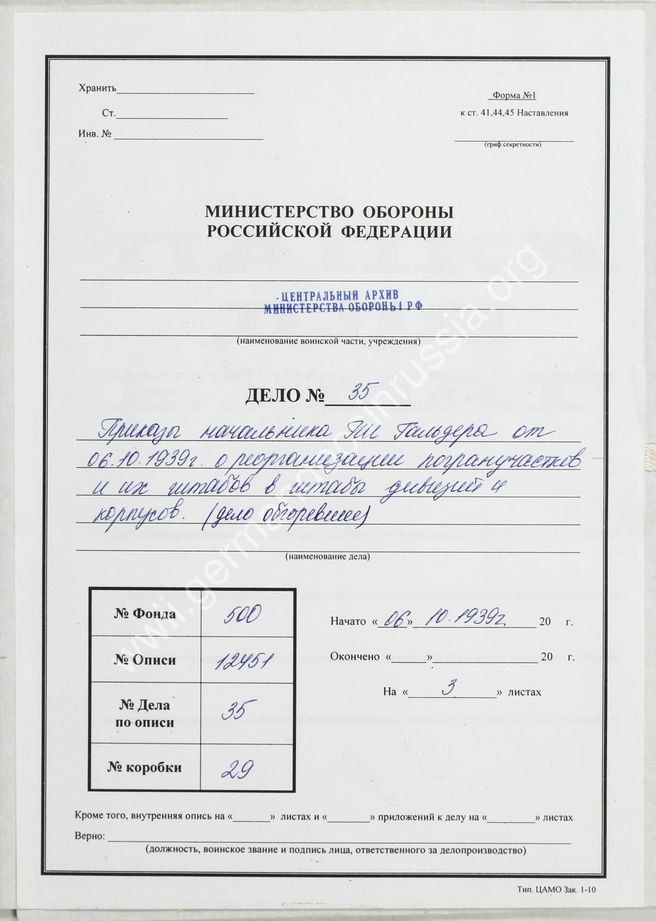 Хранить
Ст.
Инв. №
Форма №1
к ст. 41,44,45 Наставления
(гриф секретности)
МИНИСТЕРСТВО ОБОРОНЫ
РОССИЙСКОЙ ФЕДЕРАЦИИ
ЦЕНТРАЛЬНЫЙ АРХИВ
МИНИСТЕРСТВА ОБОРОНЫ РФ
(наименование воинской части, учреждения)
ДЕЛО № 35
Приказы начальника ГШ Гальдера от
06.10.1939г. о реорганизации погранучастков
и их штабов в штабы дивизий и
корпусов. (дело обгоревшее)
(наименование дела)
№ Фонда 500
№ Описи 12451
№ Дела
по описи 35
№ коробки 29
Начато «06» 10.1939г. 20 г.
Окончено «       » 20 г.
На « 3 » листах
Кроме того, внутренняя опись на «       » листах и «       » приложений к делу на «       » листах
Верно:
(должность, воинское звание и подпись лица, ответственного за делопроизводство)
Тип. ЦАМО Зак. 1-10
www.germandocsinrussia.org